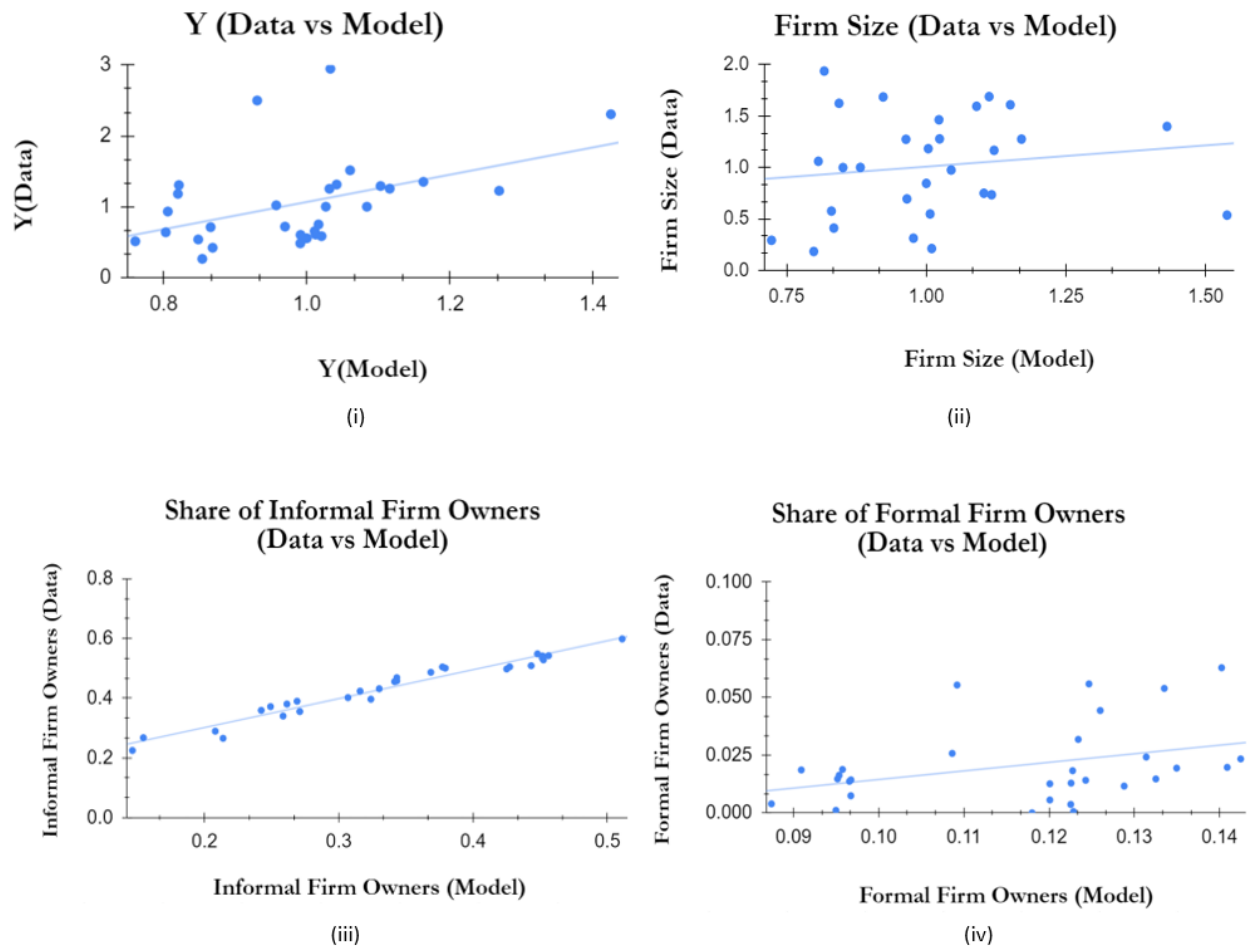 Y (Data vs Model)
Y(Data)
3
2
1
0
0.8
1.0
1.2
1.4
Y(Model)
(i)
Firm Size (Data vs Model)
Firm Size (Data)
2.0
1.5
1.0
0.5
0.0
0.75
1.00
1.25
1.50
Firm Size (Model)
(ii)
Share of Informal Firm Owners
(Data vs Model)
Informal Firm Owners (Data)
0.8
0.6
0.4
0.2
0.0
0.2
0.3
0.4
0.5
Informal Firm Owners (Model)
(iii)
Share of Formal Firm Owners
(Data vs Model)
Formal Firm Owners (Data)
0.100
0.075
0.050
0.025
0.000
0.09
0.10
0.11
0.12
0.13
0.14
Formal Firm Owners (Model)
(iv)